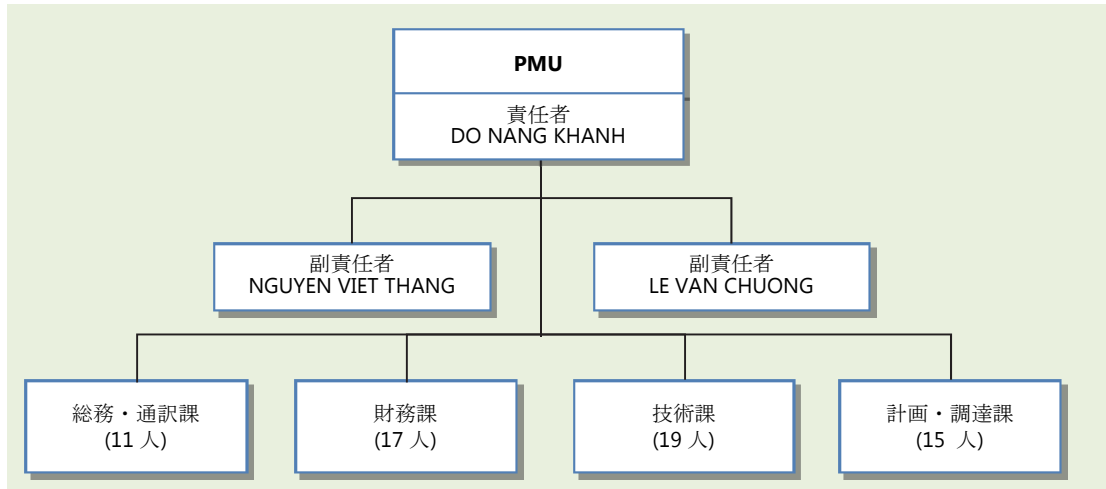 PMU
責任者
DO NANG KHANH
副責任者
NGUYEN VIET THANG
副責任者
LE VAN CHUONG
総務・通訳課
(11 人)
財務課
(17 人)
技術課
(19 人)
計画・調達課
(15 人)